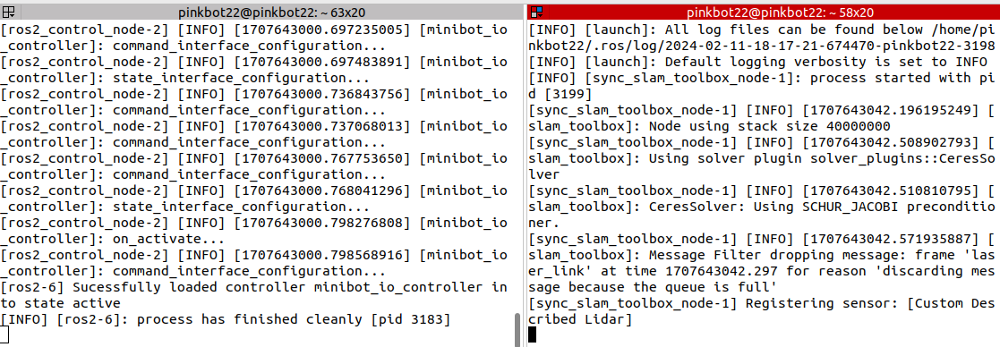 pinkbot22@pinkbot22: ~ 63x20
[ros2_control_node-2] [INFO] [1707643000.697235005] [minibot_io
_controller]: command_interface_configuration...
[ros2_control_node-2] [INFO] [1707643000.697483891] [minibot_io
_controller]: state_interface_configuration...
[ros2_control_node-2] [INFO] [1707643000.736843756] [minibot_io
_controller]: command_interface_configuration...
[ros2_control_node-2] [INFO] [1707643000.737068013] [minibot_io
_controller]: command_interface_configuration...
[ros2_control_node-2] [INFO] [1707643000.767753650] [minibot_io
_controller]: command_interface_configuration...
[ros2_control_node-2] [INFO] [1707643000.768041296] [minibot_io
_controller]: state_interface_configuration...
[ros2_control_node-2] [INFO] [1707643000.798276808] [minibot_io
_controller]: on_activate...
[ros2_control_node-2] [INFO] [1707643000.798568916] [minibot_io
_controller]: command_interface_configuration...
[ros2-6] Sucessfully loaded controller minibot_io_controller in
to state active
[INFO] [ros2-6]: process has finished cleanly [pid 3183]
pinkbot22@pinkbot22: ~ 58x20
[INFO] [launch]: All log files can be found below /home/pi
nkbot22/.ros/log/2024-02-11-18-17-21-674470-pinkbot22-3198
[INFO] [launch]: Default logging verbosity is set to INFO
[INFO] [sync_slam_toolbox_node-1]: process started with pi
d [3199]
[sync_slam_toolbox_node-1] [INFO] [1707643042.196195249] [
slam_toolbox]: Node using stack size 40000000
[sync_slam_toolbox_node-1] [INFO] [1707643042.508902793] [
slam_toolbox]: Using solver plugin solver_plugins::CeresSo
lver
[sync_slam_toolbox_node-1] [INFO] [1707643042.510810795] [
slam_toolbox]: CeresSolver: Using SCHUR_JACOBI preconditio
ner.
[sync_slam_toolbox_node-1] [INFO] [1707643042.571935887] [
slam_toolbox]: Message Filter dropping message: frame 'las
er_link' at time 1707643042.297 for reason 'discarding mes
sage because the queue is full'
[sync_slam_toolbox_node-1] Registering sensor: [Custom Des
cribed Lidar]